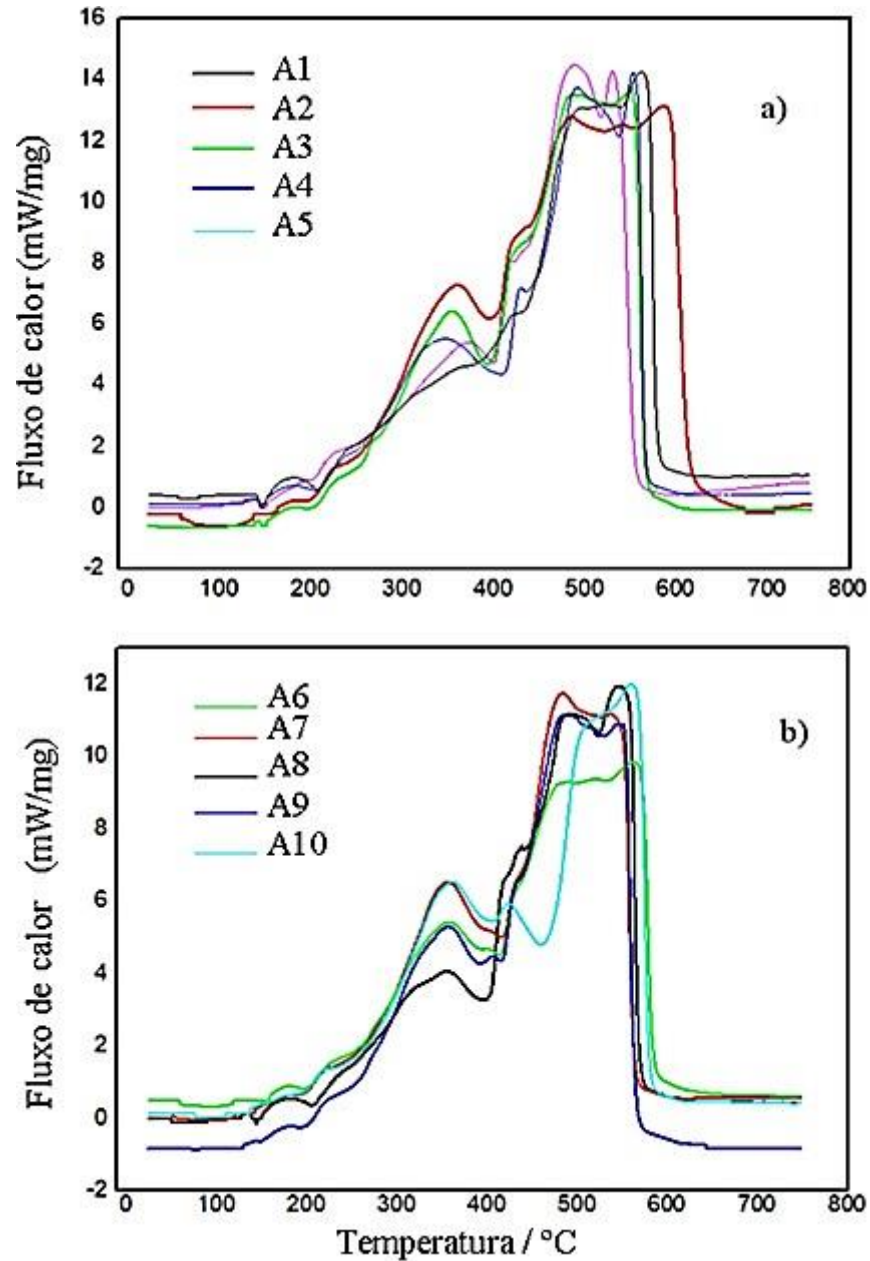 16
14
12
10
8
6
4
2
0
-2
Fluxo de calor (mW/mg)
A1
A2
A3
A4
A5
a)
0 100 200 300 400 500 600 700 800
12
10
8
6
4
2
0
-2
Fluxo de calor (mW/mg)
A6
A7
A8
A9
A10
b)
0 100 200 300 400 500 600 700 800
Temperatura / °C